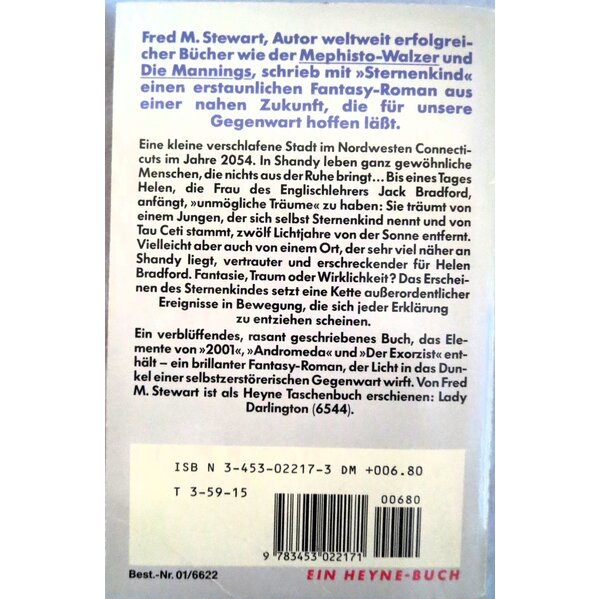 Fred M. Stewart, Autor weltweit erfolgrei-
cher Bücher wie der Mephisto-Walzer und
Die Mannings, schrieb mit »Sternenkind«
einen erstaunlichen Fantasy-Roman aus
einer nahen Zukunft, die für unsere
Gegenwart hoffen läßt.
Eine kleine verschlafene Stadt im Nordwesten Connecti-
cuts im Jahre 2054. In Shandy leben ganz gewöhnliche
Menschen, die nichts aus der Ruhe bringt... Bis eines Tages
Helen, die Frau des Englischlehrers Jack Bradford,
anfängt, »unmögliche Träume« zu haben: Sie träumt von
einem Jungen, der sich selbst Sternenkind nennt und von
Tau Ceti stammt, zwölf Lichtjahre von der Sonne entfernt.
Vielleicht aber auch von einem Ort, der sehr viel näher an
Shandy liegt, vertrauter und erschreckender für Helen
Bradford. Fantasie, Traum oder Wirklichkeit? Das Erschei-
nen des Sternenkindes setzt eine Kette außerordentlicher
Ereignisse in Bewegung, die sich jeder Erklärung
zu entziehen scheinen.
Ein verblüffendes, rasant geschriebenes Buch, das Ele-
mente von »2001«, »Andromeda« und »Der Exorzist« ent-
hält – ein brillanter Fantasy-Roman, der Licht in das Dun-
kel einer selbstzerstörerischen Gegenwart wirft. Von Fred
M. Stewart ist als Heyne Taschenbuch erschienen: Lady
Darlington (6544).
ISBN 3-453-02217-3 DM +006.80
T 3-59-15
00680
9 783453 022171
Best.-Nr. 01/6622
EIN HEYNE-BUCH